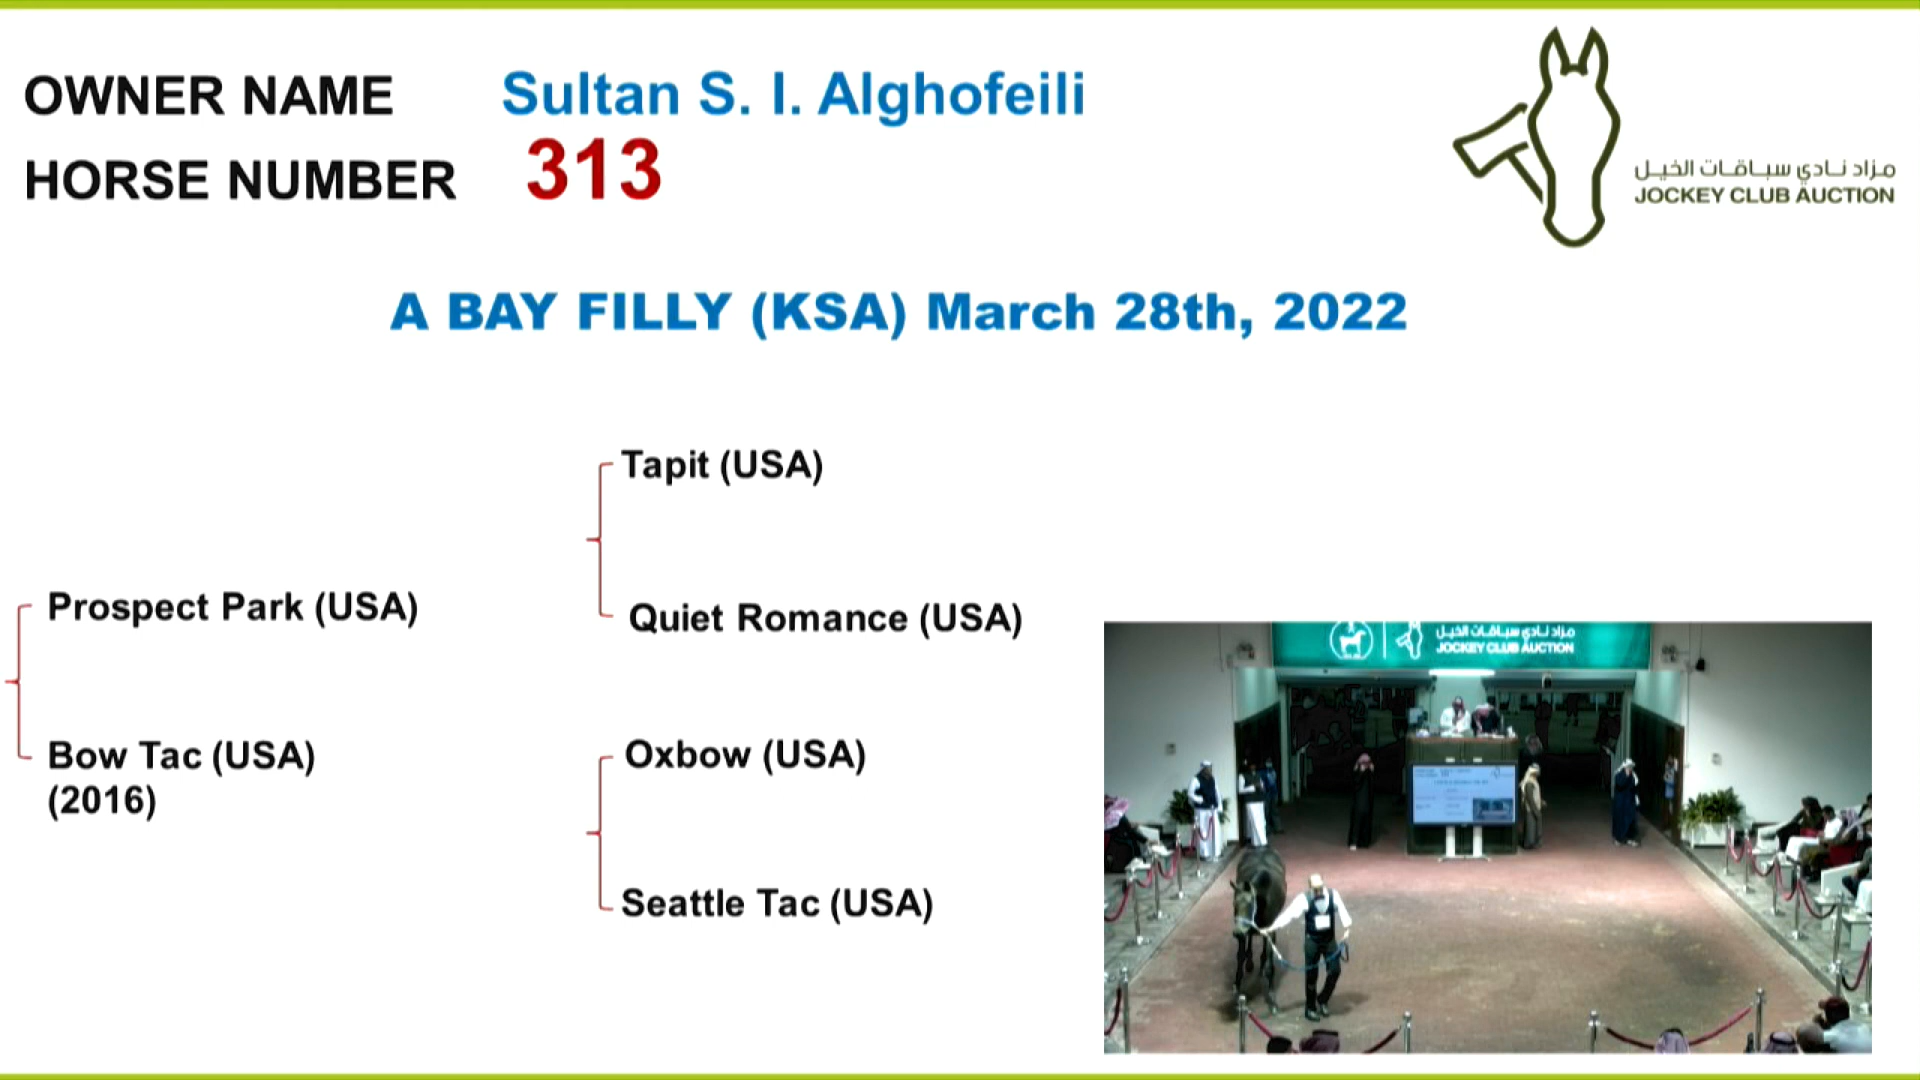 OWNER NAME Sultan S. I. Alghofeili
HORSE NUMBER 313
مزاد نادي سباقات الخيل
JOCKEY CLUB AUCTION
A BAY FILLY (KSA) March 28th, 2022
Tapit (USA)
Prospect Park (USA)
Quiet Romance (USA)
Bow Tac (USA)
(2016)
Oxbow (USA)
Seattle Tac (USA)
مزاد نادي سباقات الخيل
JOCKEY CLUB AUCTION